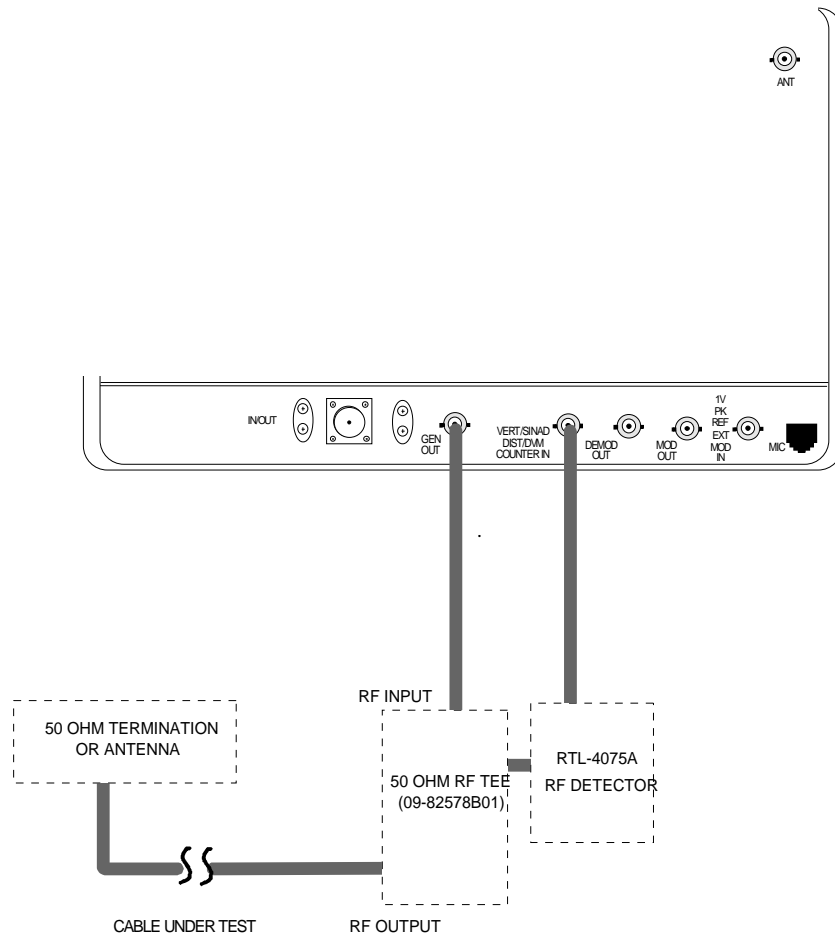 ANT
IN/OUT
GEN
OUT
VERT/SINAD
DIST/DVM
COUNTER IN
DEMOD
OUT
MOD
OUT
1V
PK
REF
EXT
MOD
IN
MIC
RF INPUT
50 OHM TERMINATION
OR ANTENNA
50 OHM RF TEE
(09-82578B01)
RTL-4075A
RF DETECTOR
CABLE UNDER TEST
RF OUTPUT